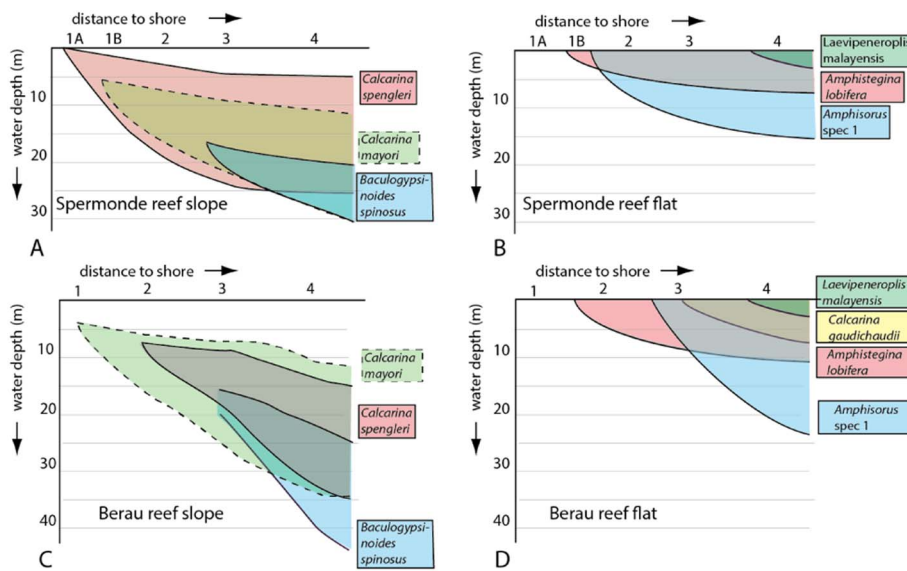 distance to shore
1A 1B 2 3 4
water depth (m)
10
20
30
Calcarina
spengleri
Calcarina
mayori
Baculogypsi-
noides
spinosus
Spermonde reef slope
A
distance to shore
1A 1B 2 3 4
water depth (m)
10
20
30
Laevipeneroplis
malayensis
Amphistegina
lobifera
Amphisorus
spec 1
Spermonde reef flat
B
distance to shore
1 2 3 4
water depth (m)
10
20
30
40
Calcarina
mayori
Calcarina
spengleri
Baculogypsi-
noides
spinosus
Berau reef slope
C
distance to shore
1 2 3 4
water depth (m)
10
20
30
40
Laevipeneroplis
malayensis
Calcarina
gaudichaudii
Amphistegina
lobifera
Amphisorus
spec 1
Berau reef flat
D